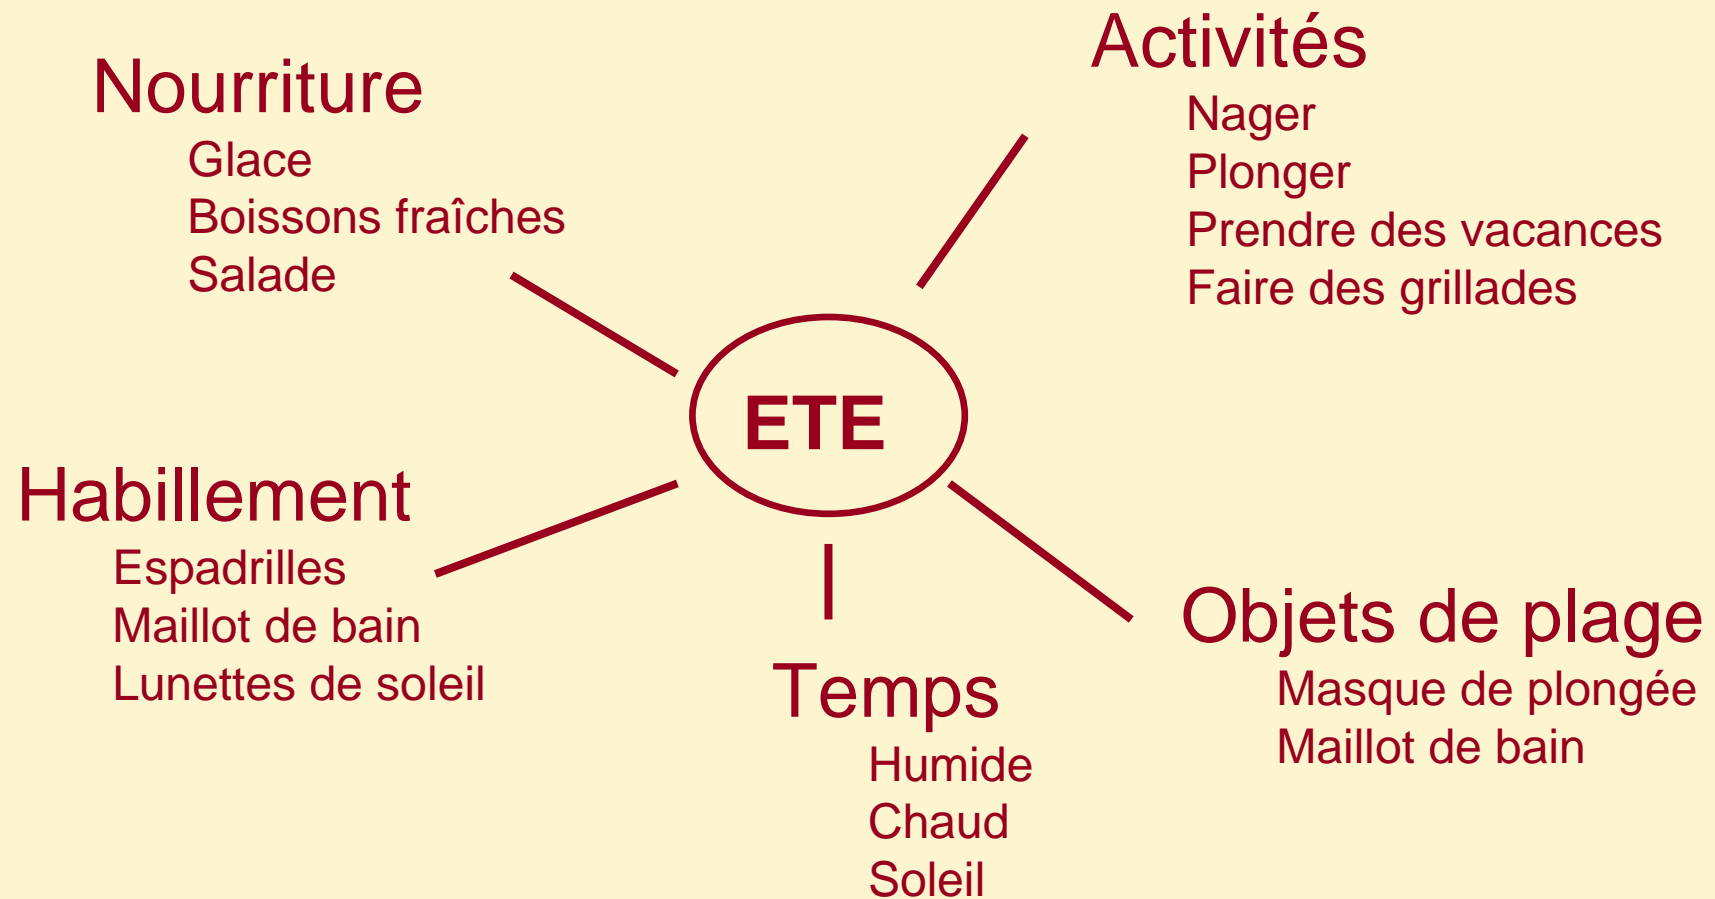 Nourriture
Glace
Boissons fraîches
Salade
Activités
Nager
Plonger
Prendre des vacances
Faire des grillades
ETE
Habillement
Espadrilles
Maillot de bain
Lunettes de soleil
Temps
Humide
Chaud
Soleil
Objets de plage
Masque de plongée
Maillot de bain